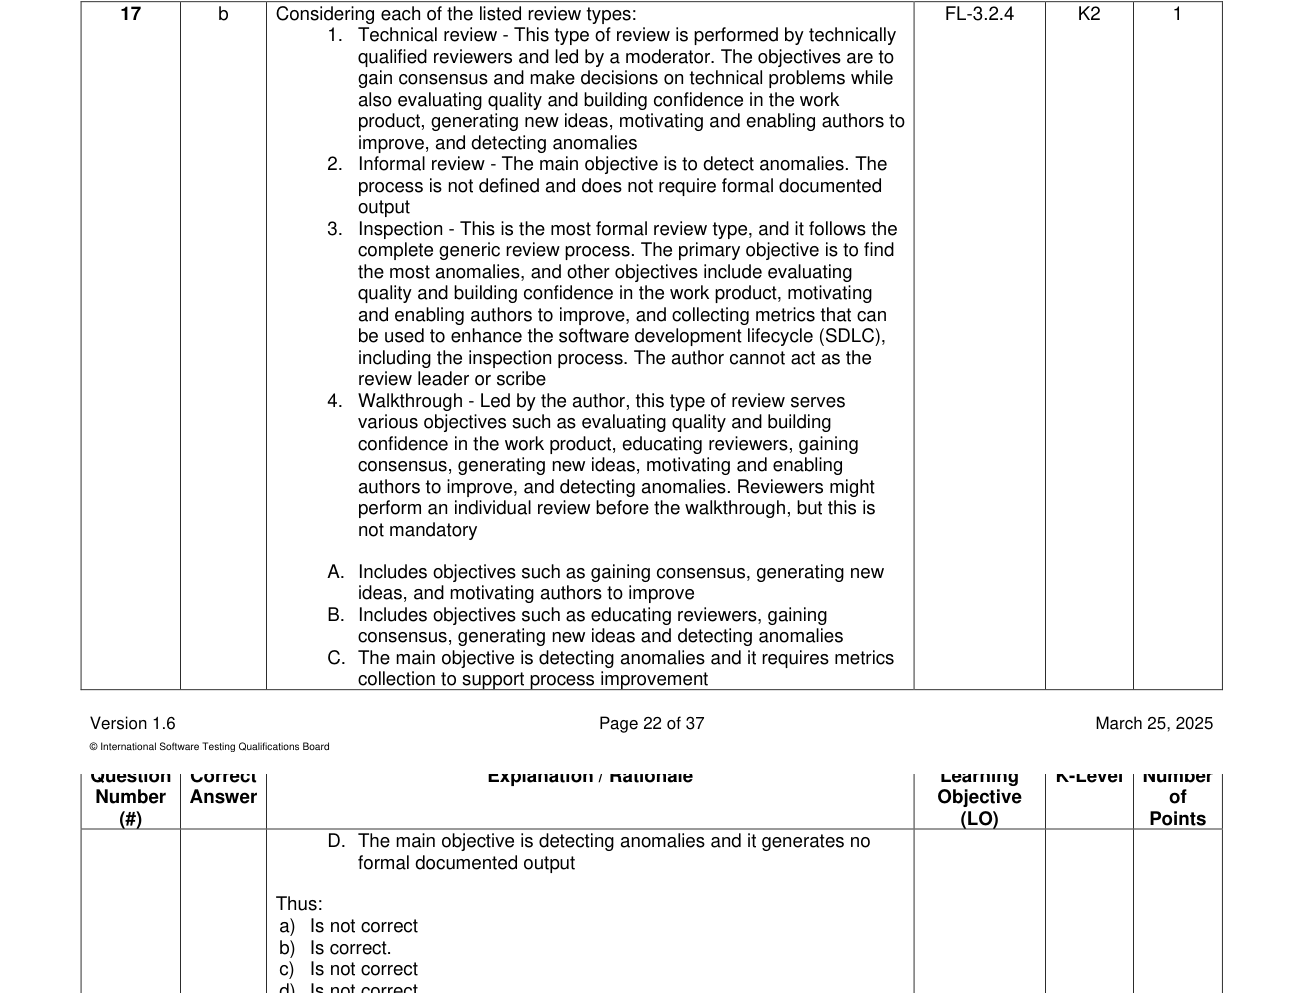 17 b Considering each of the listed review types: FL-3.2.4 K2 1
1. Technical review - This type of review is performed by technically
qualified reviewers and led by a moderator. The objectives are to
gain consensus and make decisions on technical problems while
also evaluating quality and building confidence in the work
product, generating new ideas, motivating and enabling authors to
improve, and detecting anomalies
2. Informal review - The main objective is to detect anomalies. The
process is not defined and does not require formal documented
output
3. Inspection - This is the most formal review type, and it follows the
complete generic review process. The primary objective is to find
the most anomalies, and other objectives include evaluating
quality and building confidence in the work product, motivating
and enabling authors to improve, and collecting metrics that can
be used to enhance the software development lifecycle (SDLC),
including the inspection process. The author cannot act as the
review leader or scribe
4. Walkthrough - Led by the author, this type of review serves
various objectives such as evaluating quality and building
confidence in the work product, educating reviewers, gaining
consensus, generating new ideas, motivating and enabling
authors to improve, and detecting anomalies. Reviewers might
perform an individual review before the walkthrough, but this is
not mandatory
A. Includes objectives such as gaining consensus, generating new
ideas, and motivating authors to improve
B. Includes objectives such as educating reviewers, gaining
consensus, generating new ideas and detecting anomalies
C. The main objective is detecting anomalies and it requires metrics
collection to support process improvement
Version 1.6 Page 22 of 37 March 25, 2025
© International Software Testing Qualifications Board
Question Correct Explanation / Rationale Learning K-Level Number
Number Answer Objective of
(#) (LO) Points
D. The main objective is detecting anomalies and it generates no
formal documented output
Thus:
a) Is not correct
b) Is correct.
c) Is not correct
d) Is not correct